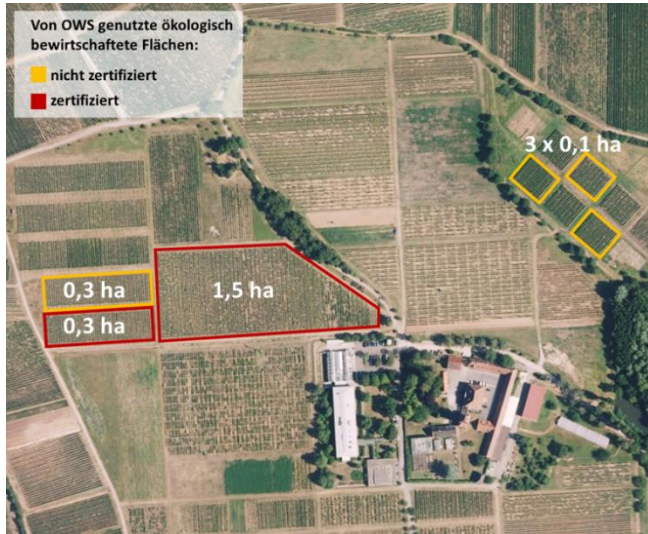 Von OWS genutzte ökologisch
bewirtschaftete Flächen:
nicht zertifiziert
zertifiziert
3 x 0,1 ha
0,3 ha
1,5 ha
0,3 ha